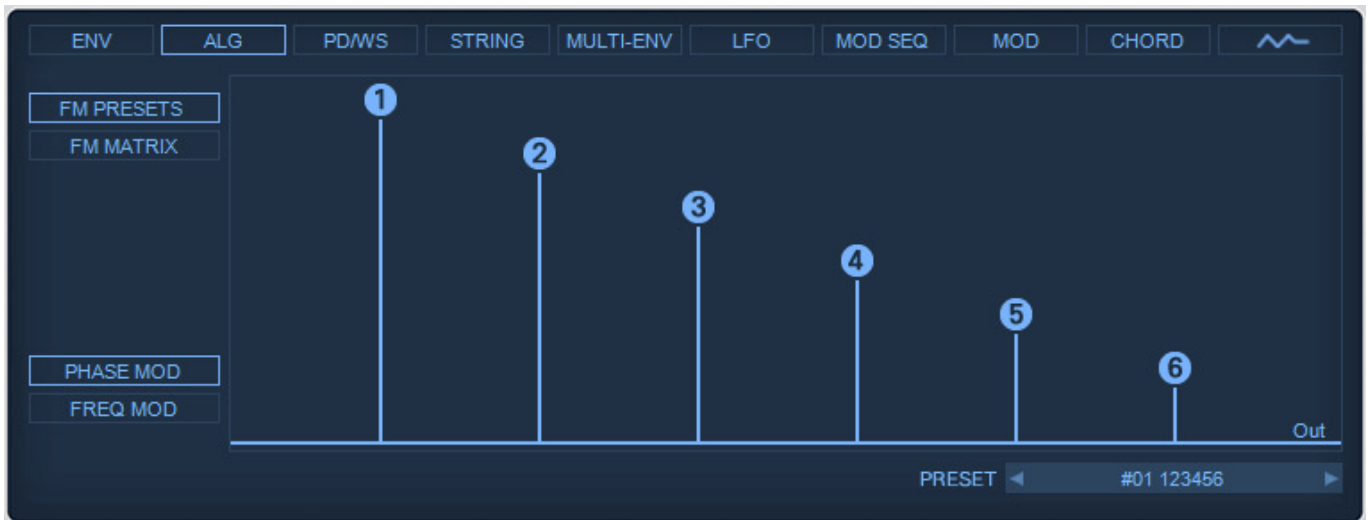 ENV ALG PD/WS STRING MULTI-ENV LFO MOD SEQ MOD CHORD
FM PRESETS
FM MATRIX
1
2
3
4
5
6
PHASE MOD
FREQ MOD
Out
PRESET #01 123456